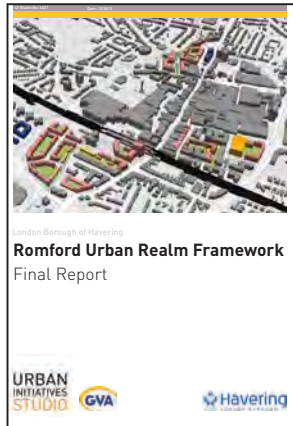 London Borough of Havering
Romford Urban Realm Framework
Final Report
URBAN
INITIATIVES
STUDIO
GVA
Havering